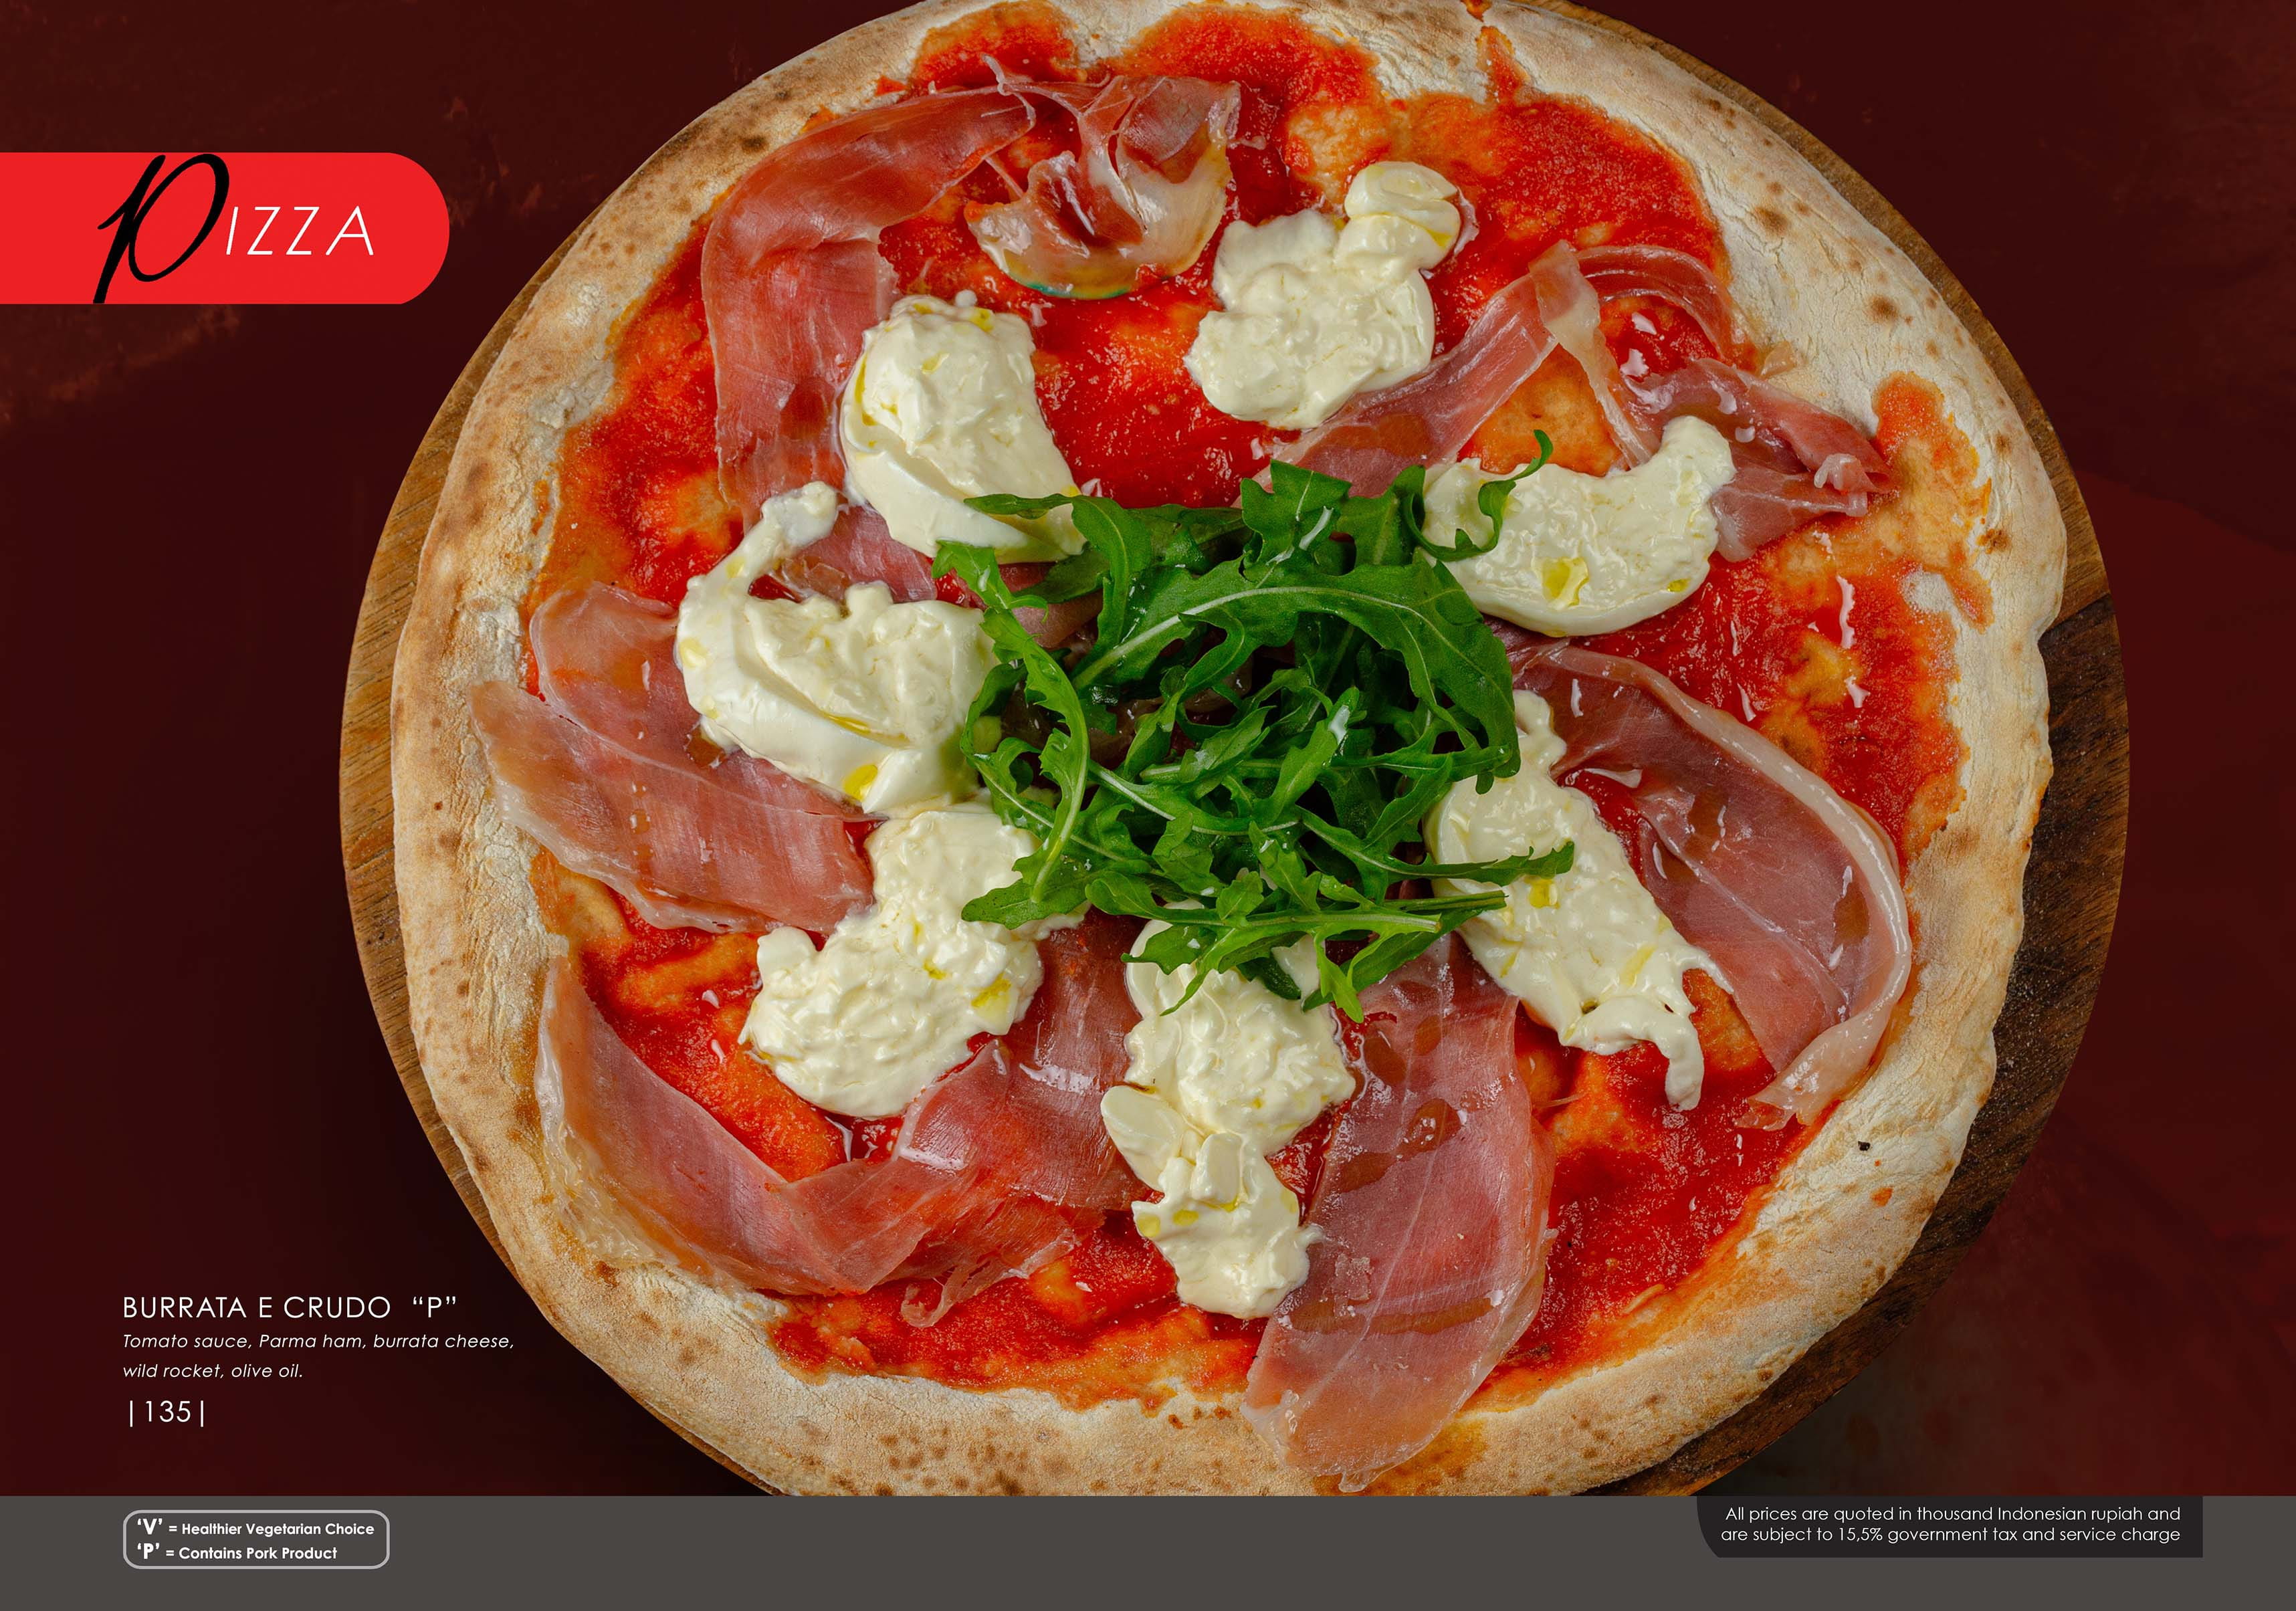 PIZZA
BURRATA E CRUDO “P”
Tomato sauce, Parma ham, burrata cheese,
wild rocket, olive oil.
|135|
‘V’ = Healthier Vegetarian Choice
‘P’ = Contains Pork Product
All prices are quoted in thousand Indonesian rupiah and
are subject to 15,5% government tax and service charge